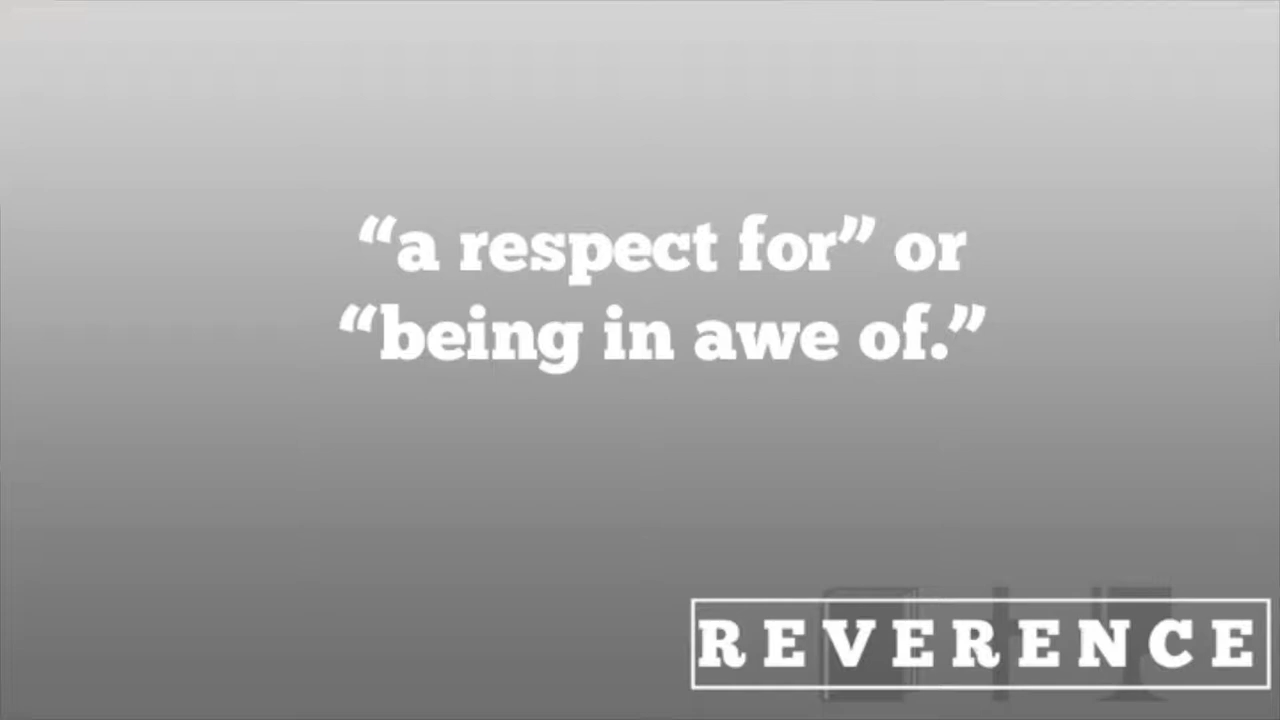 “a respect for” or
“being in awe of.”
REVERENCE